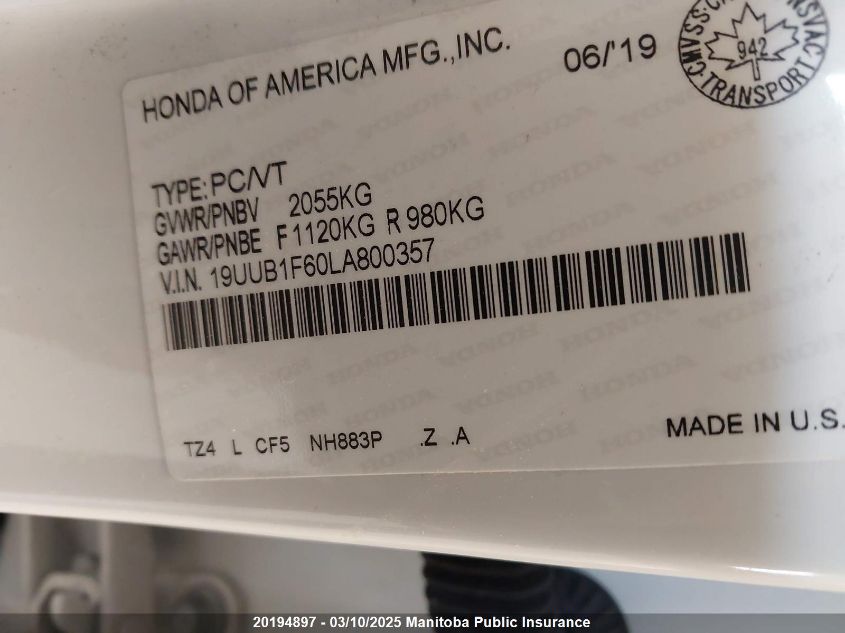 HONDA OF AMERICA MFG.,INC.
06/'19
942
TRANSPORT
TYPE: PC/VT
GVWR/PNBV 2055KG
GAWR/PNBE F 1120KG R 980KG
V.I.N. 19UUB1F60LA800357
TZ4 L CF5 NH883P .Z .A
MADE IN U.S.
20194897 - 03/10/2025 Manitoba Public Insurance